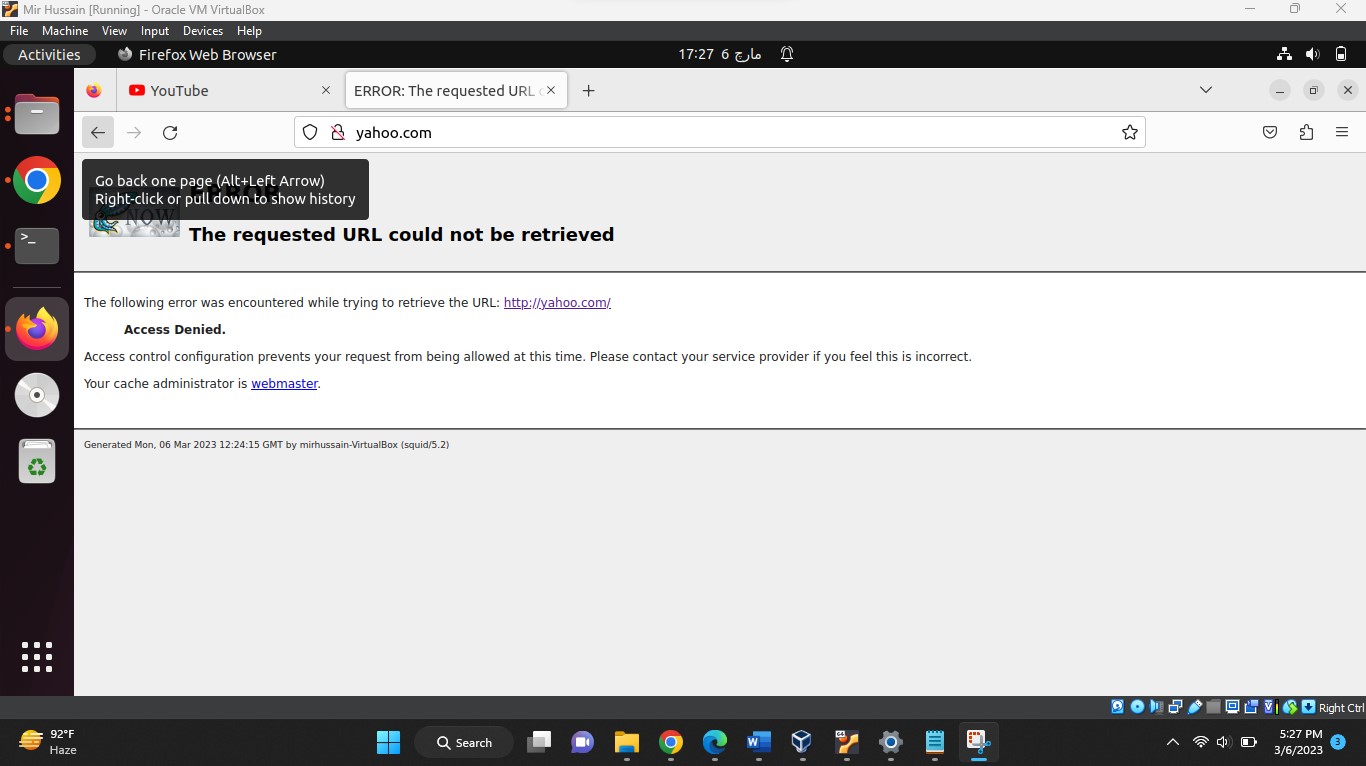 Mir Hussain [Running] - Oracle VM VirtualBox
File Machine View Input Devices Help
Activities Firefox Web Browser 17:27 6 مارچ
YouTube ERROR: The requested URL
yahoo.com
Go back one page (Alt+Left Arrow)
Right-click or pull down to show history
ERROR
NOW
The requested URL could not be retrieved
The following error was encountered while trying to retrieve the URL: http://yahoo.com/
Access Denied.
Access control configuration prevents your request from being allowed at this time. Please contact your service provider if you feel this is incorrect.
Your cache administrator is webmaster.
Generated Mon, 06 Mar 2023 12:24:15 GMT by mirhussain-VirtualBox (squid/5.2)
Right Ctrl
92°F
Haze
Search
5:27 PM
3/6/2023
3